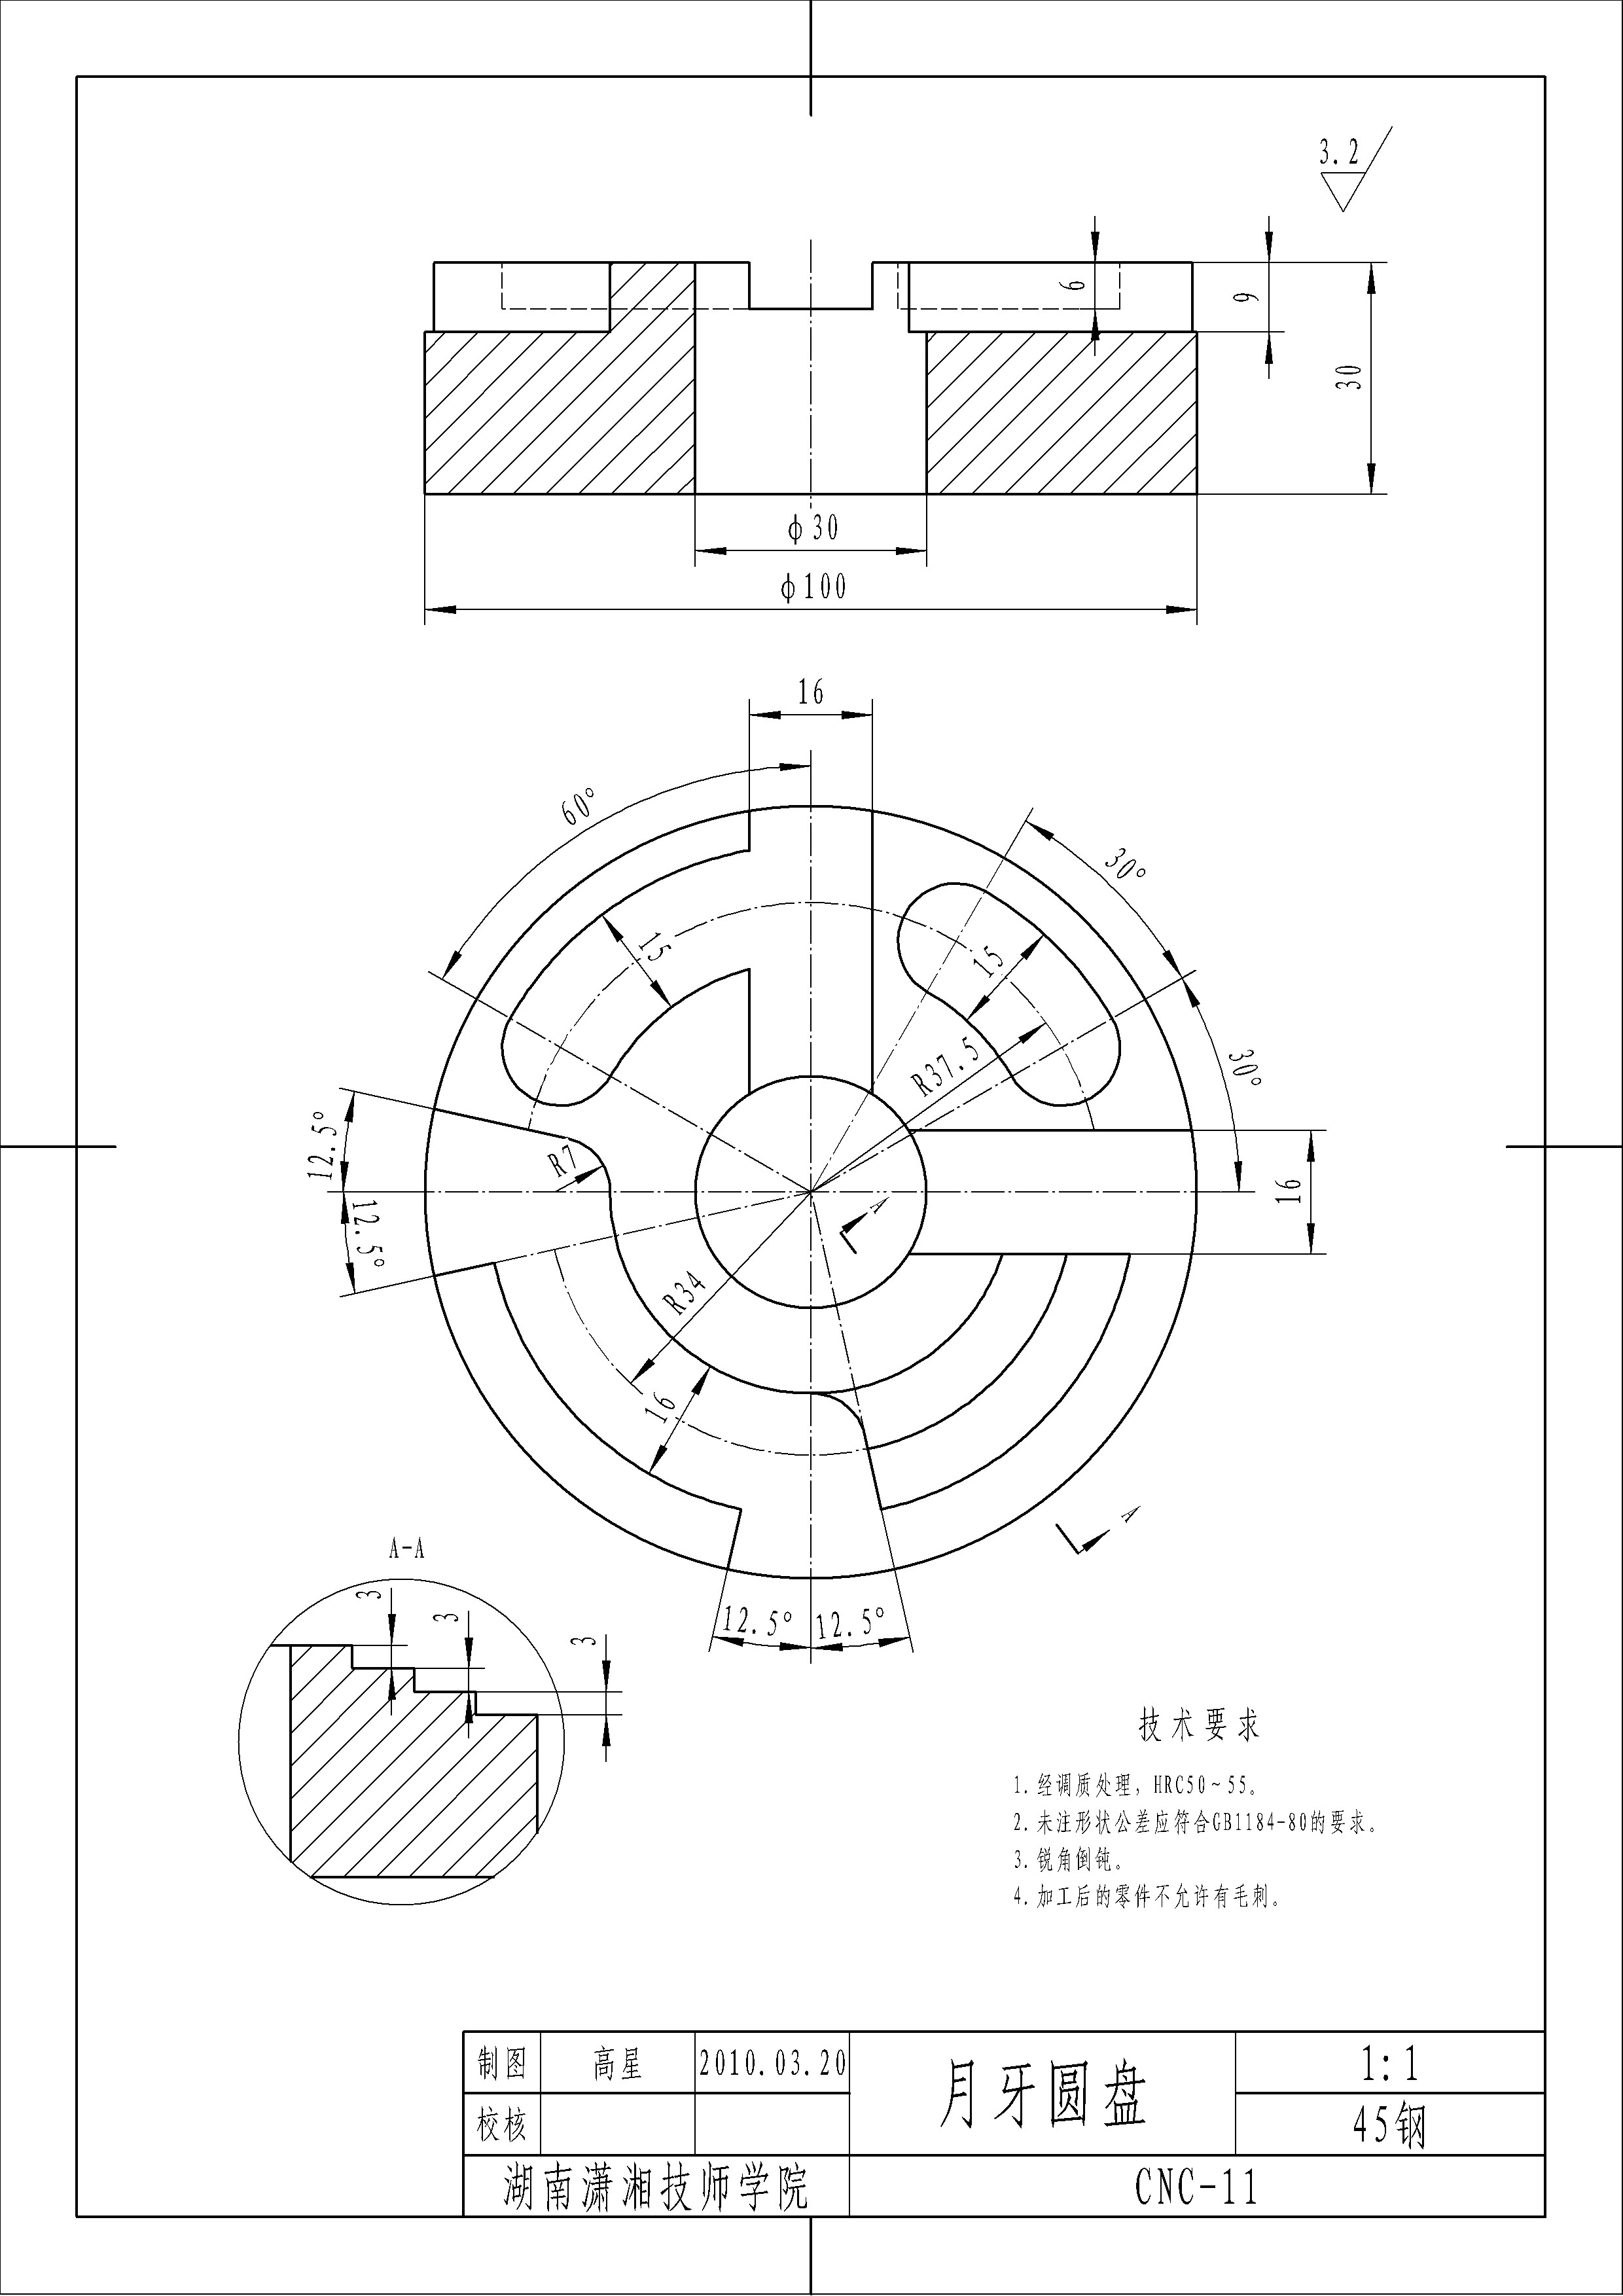 3.2
6
9
30
φ30
φ100
16
60°
30°
15
15
R37.5
30°
12.5°
R7
12.5°
16
A
R34
16
A
A-A
12.5°
12.5°
3
3
3
技术要求
1.经调质处理，HRC50～55。
2.未注形状公差应符合GB1184-80的要求。
3.锐角倒钝。
4.加工后的零件不允许有毛刺。
制图 高星 2010.03.20 月牙圆盘 1:1
校核 45钢
湖南潇湘技师学院 CNC-11